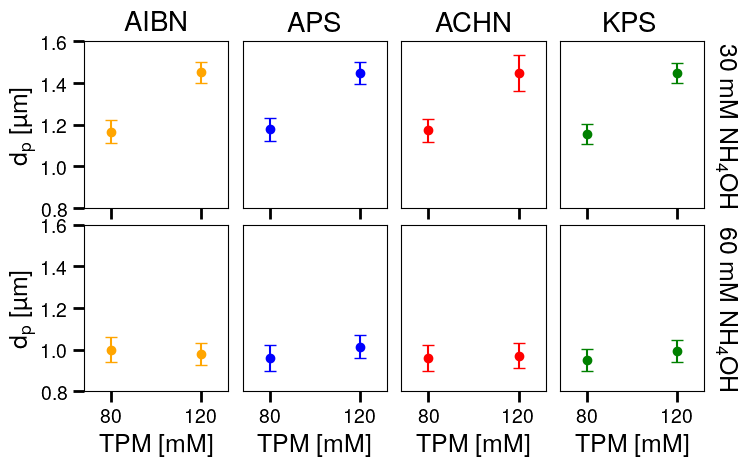 AIBN APS ACHN KPS
1.6
1.4
1.2
1.0
0.8
dₚ [µm]
30 mM NH₄OH
1.6
1.4
1.2
1.0
0.8
dₚ [µm]
60 mM NH₄OH
80 120 80 120 80 120 80 120
TPM [mM] TPM [mM] TPM [mM] TPM [mM]